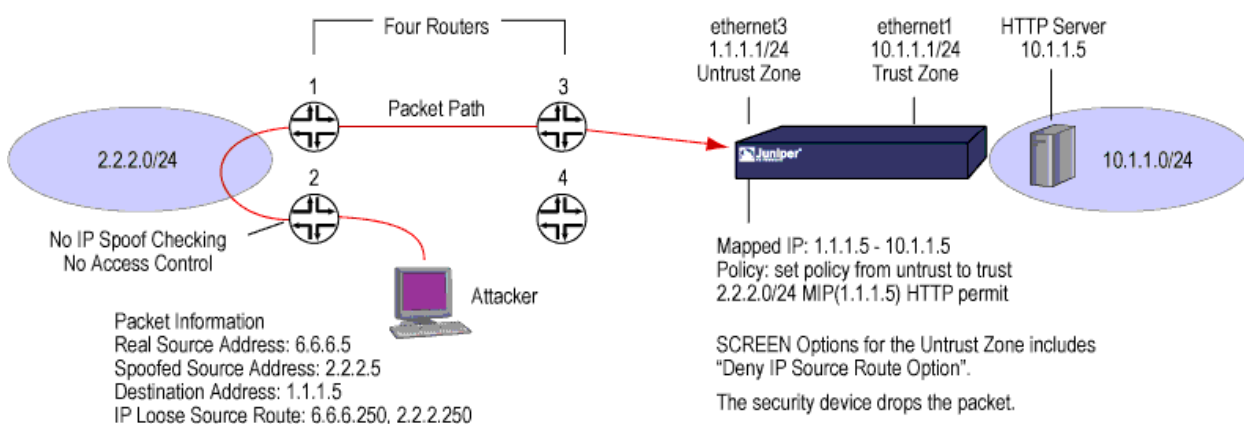 Four Routers
1
3
Packet Path
2
4
2.2.2.0/24
No IP Spoof Checking
No Access Control
Attacker
Packet Information
Real Source Address: 6.6.6.5
Spoofed Source Address: 2.2.2.5
Destination Address: 1.1.1.5
IP Loose Source Route: 6.6.6.250, 2.2.2.250
ethernet3
1.1.1.1/24
Untrust Zone
ethernet1
10.1.1.1/24
Trust Zone
HTTP Server
10.1.1.5
Juniper
10.1.1.0/24
Mapped IP: 1.1.1.5 - 10.1.1.5
Policy: set policy from untrust to trust
2.2.2.0/24 MIP(1.1.1.5) HTTP permit
SCREEN Options for the Untrust Zone includes
“Deny IP Source Route Option”.
The security device drops the packet.